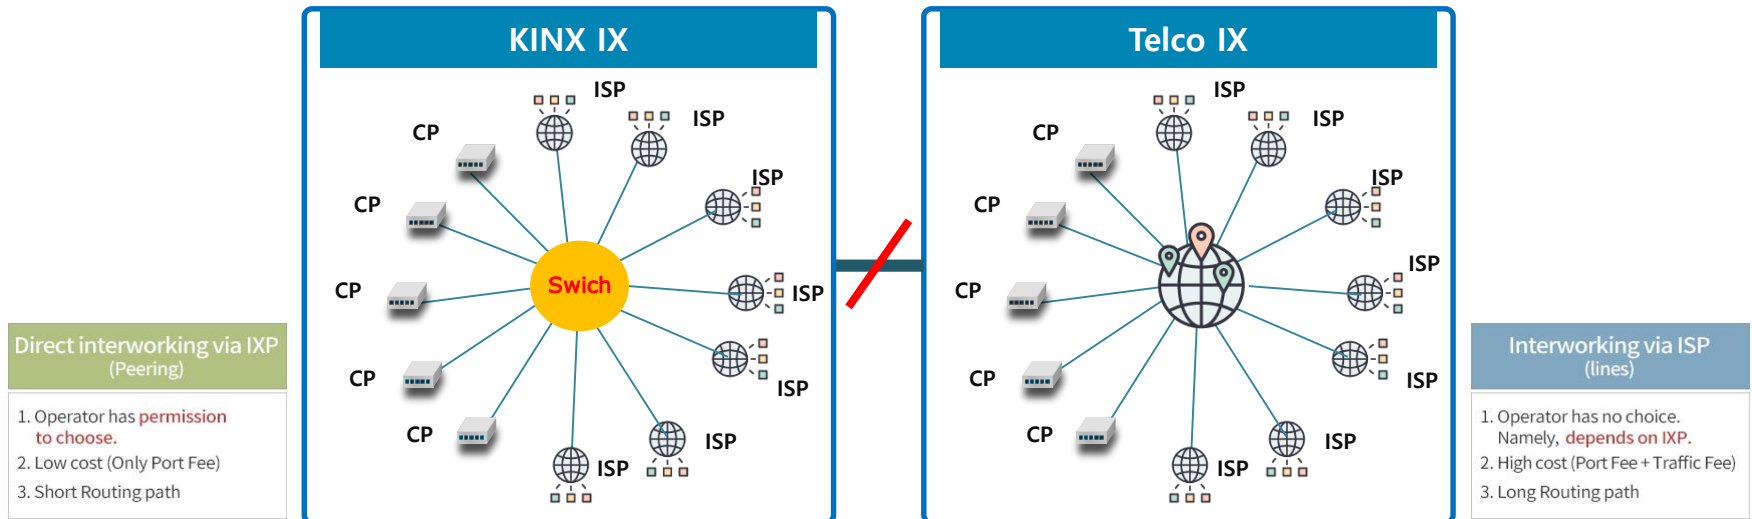 KINX IX
ISP
ISP
CP
ISP
CP
Swich
CP
ISP
CP
ISP
CP
ISP
ISP
Telco IX
ISP
ISP
CP
ISP
CP
ISP
CP
CP
ISP
CP
ISP
ISP
Direct interworking via IXP
(Peering)
1. Operator has permission
to choose.
2. Low cost (Only Port Fee)
3. Short Routing path
Interworking via ISP
(lines)
1. Operator has no choice.
Namely, depends on IXP.
2. High cost (Port Fee + Traffic Fee)
3. Long Routing path